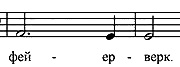 фей - ер - верк.